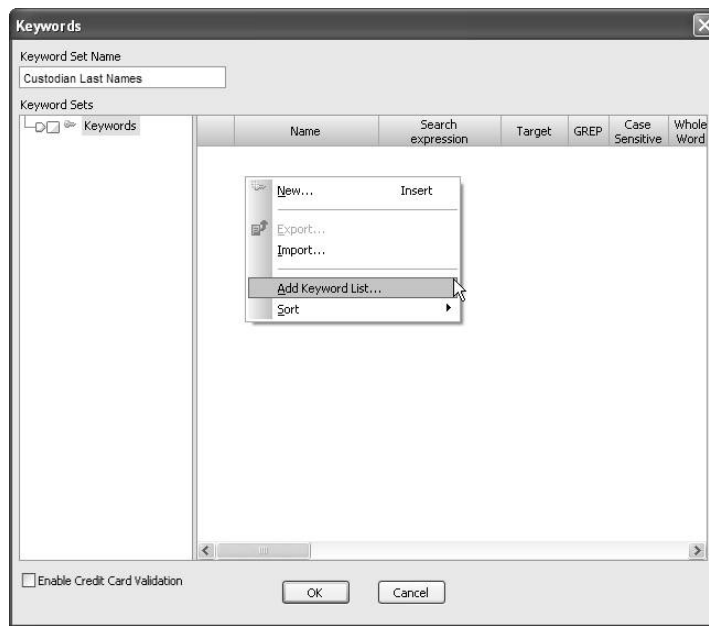 Keywords
Keyword Set Name
Custodian Last Names
Keyword Sets
Keywords
Name
Search expression
Target
GREP
Case Sensitive
Whole Word
New... Insert
Export...
Import...
Add Keyword List...
Sort
Enable Credit Card Validation
OK
Cancel